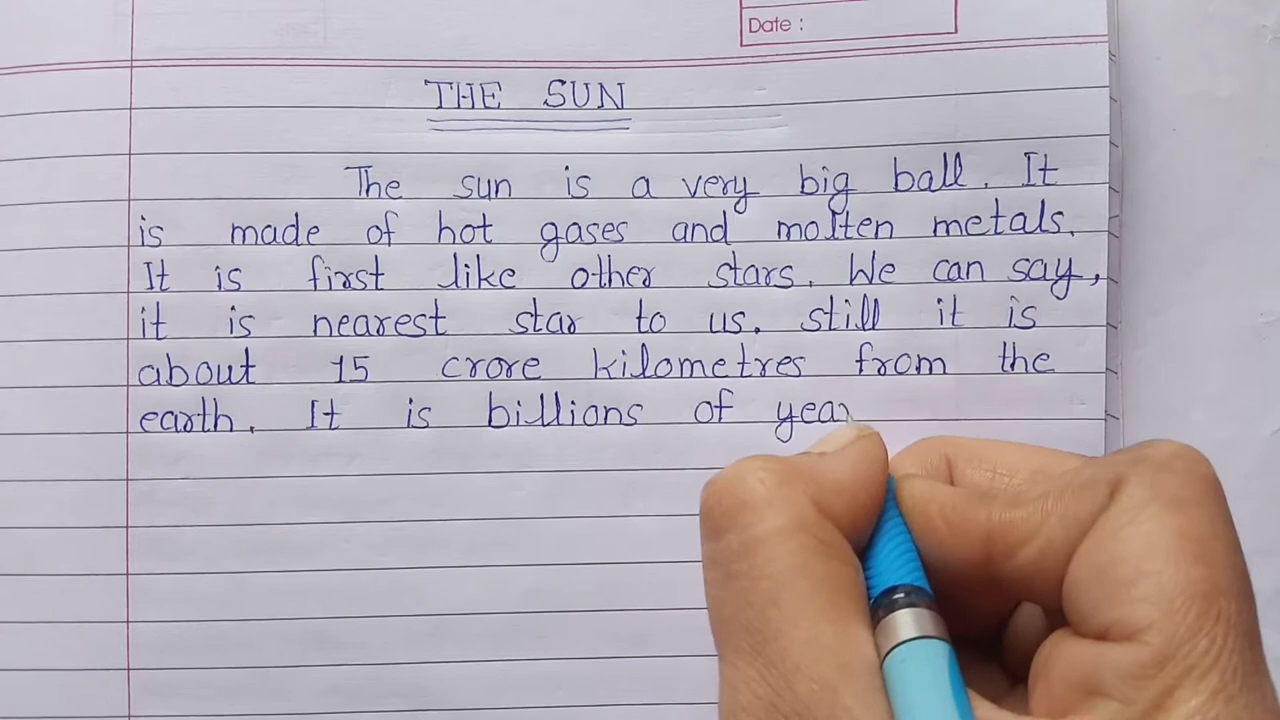 Date :
THE SUN
The sun is a very big ball. It
is made of hot gases and molten metals.
It is first like other stars. We can say,
it is nearest star to us. still it is
about 15 crore kilometres from the
earth. It is billions of year